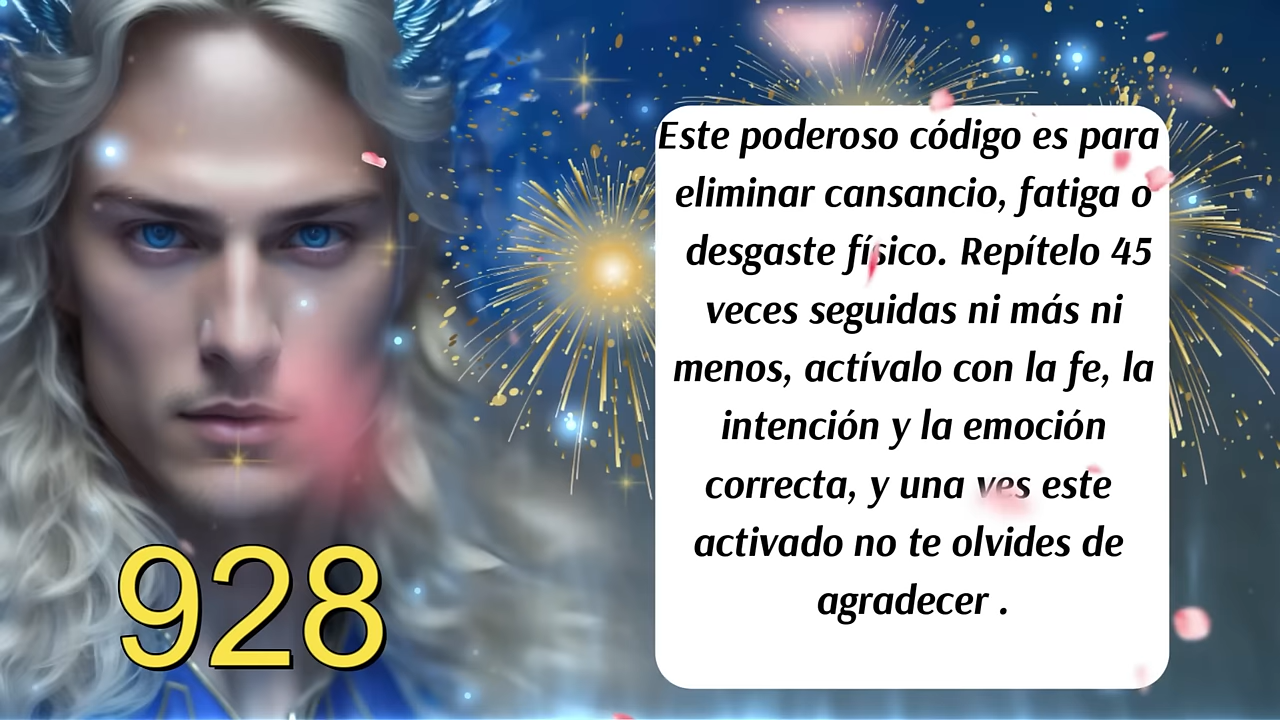 Este poderoso código es para
eliminar cansancio, fatiga o
desgaste físico. Repítelo 45
veces seguidas ni más ni
menos, actívalo con la fe, la
intención y la emoción
correcta, y una ves este
activado no te olvides de
agradecer .
928